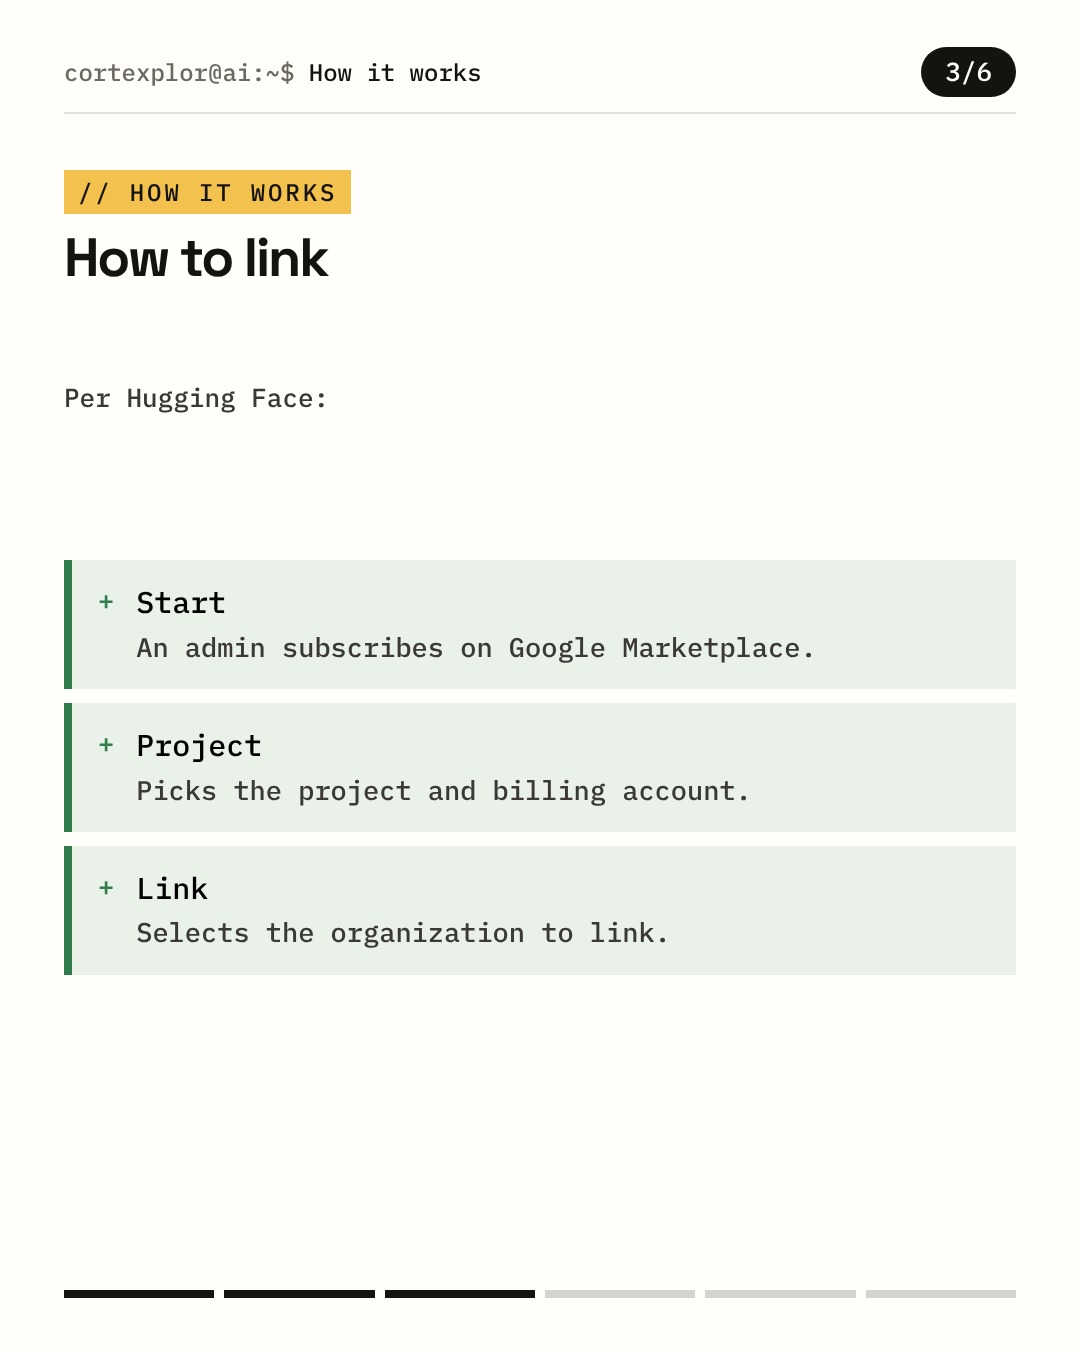 cortexplor@ai:~$ How it works
3/6
// HOW IT WORKS
How to link
Per Hugging Face:
+ Start
An admin subscribes on Google Marketplace.
+ Project
Picks the project and billing account.
+ Link
Selects the organization to link.